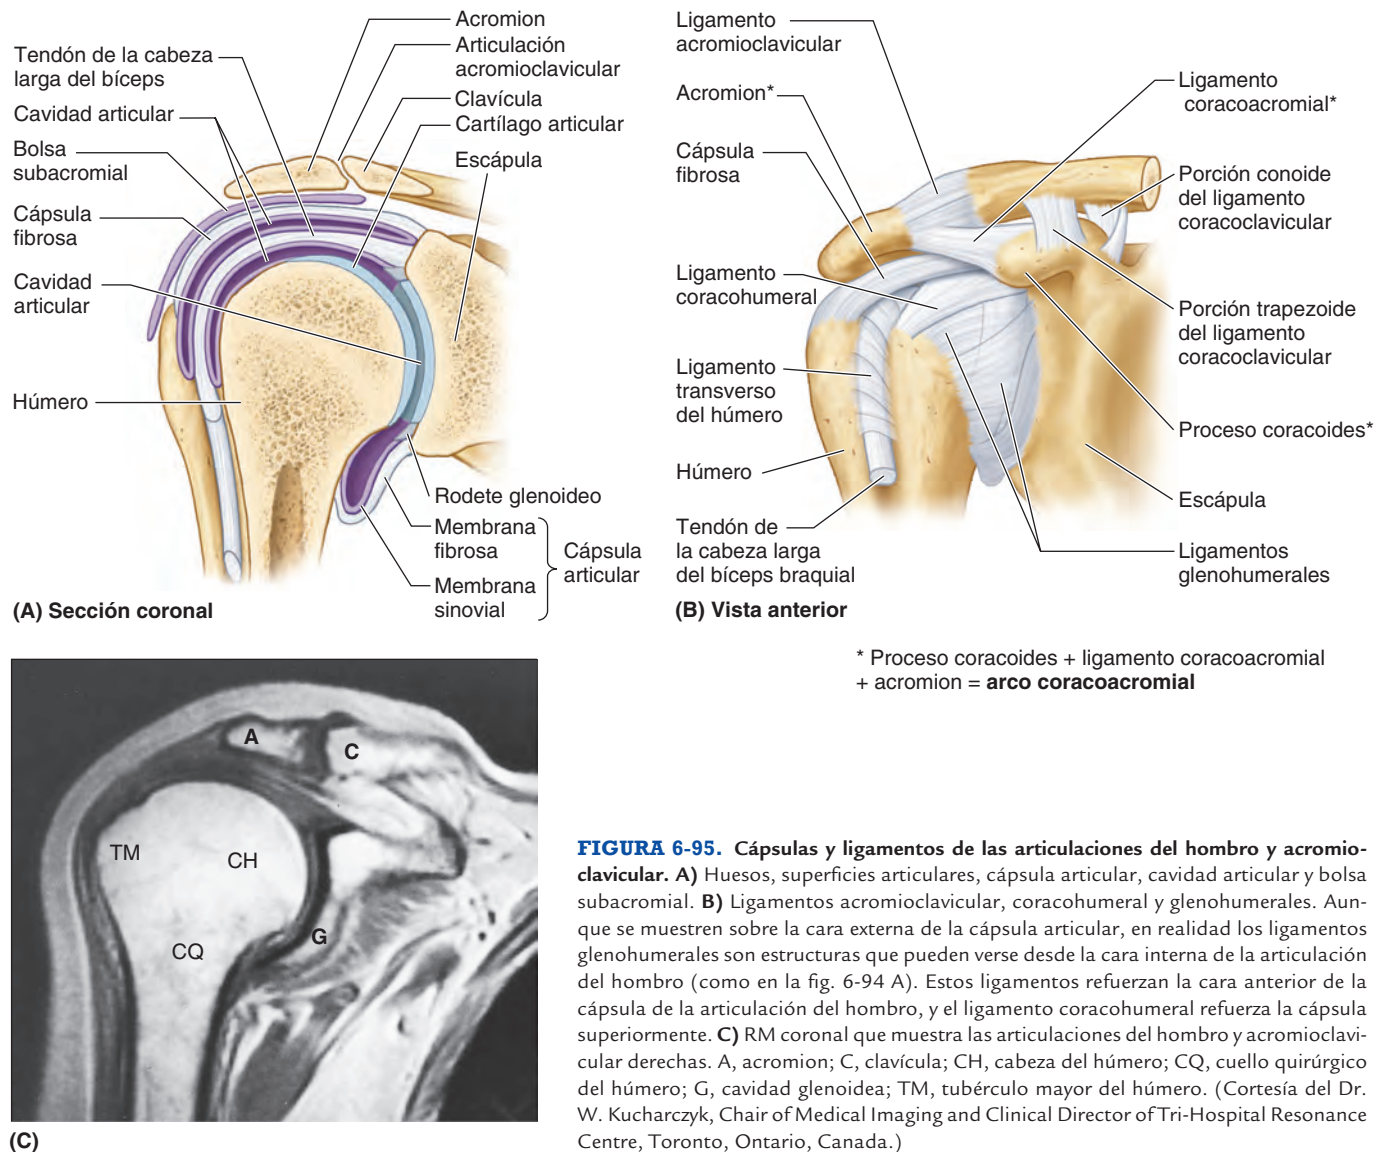 Tendón de la cabeza
larga del bíceps
Cavidad articular
Bolsa
subacromial
Cápsula
fibrosa
Cavidad
articular
Húmero
Acromion
Articulación
acromioclavicular
Clavícula
Cartílago articular
Escápula
Rodete glenoideo
Membrana
fibrosa
Membrana
sinovial
Cápsula
articular
(A) Sección coronal
Ligamento
acromioclavicular
Acromion*
Cápsula
fibrosa
Ligamento
coracohumeral
Ligamento
transverso
del húmero
Húmero
Tendón de
la cabeza larga
del bíceps braquial
Ligamento
coracoacromial*
Porción conoide
del ligamento
coracoclavicular
Porción trapezoide
del ligamento
coracoclavicular
Proceso coracoides*
Escápula
Ligamentos
glenohumerales
(B) Vista anterior
* Proceso coracoides + ligamento coracoacromial
+ acromion = arco coracoacromial
A
C
TM
CH
G
CQ
(C)
FIGURA 6-95. Cápsulas y ligamentos de las articulaciones del hombro y acromio-
clavicular. A) Huesos, superficies articulares, cápsula articular, cavidad articular y bolsa
subacromial. B) Ligamentos acromioclavicular, coracohumeral y glenohumerales. Aun-
que se muestren sobre la cara externa de la cápsula articular, en realidad los ligamentos
glenohumerales son estructuras que pueden verse desde la cara interna de la articulación
del hombro (como en la fig. 6-94 A). Estos ligamentos refuerzan la cara anterior de la
cápsula de la articulación del hombro, y el ligamento coracohumeral refuerza la cápsula
superiormente. C) RM coronal que muestra las articulaciones del hombro y acromioclavi-
cular derechas. A, acromion; C, clavícula; CH, cabeza del húmero; CQ, cuello quirúrgico
del húmero; G, cavidad glenoidea; TM, tubérculo mayor del húmero. (Cortesía del Dr.
W. Kucharczyk, Chair of Medical Imaging and Clinical Director of Tri-Hospital Resonance
Centre, Toronto, Ontario, Canada.)